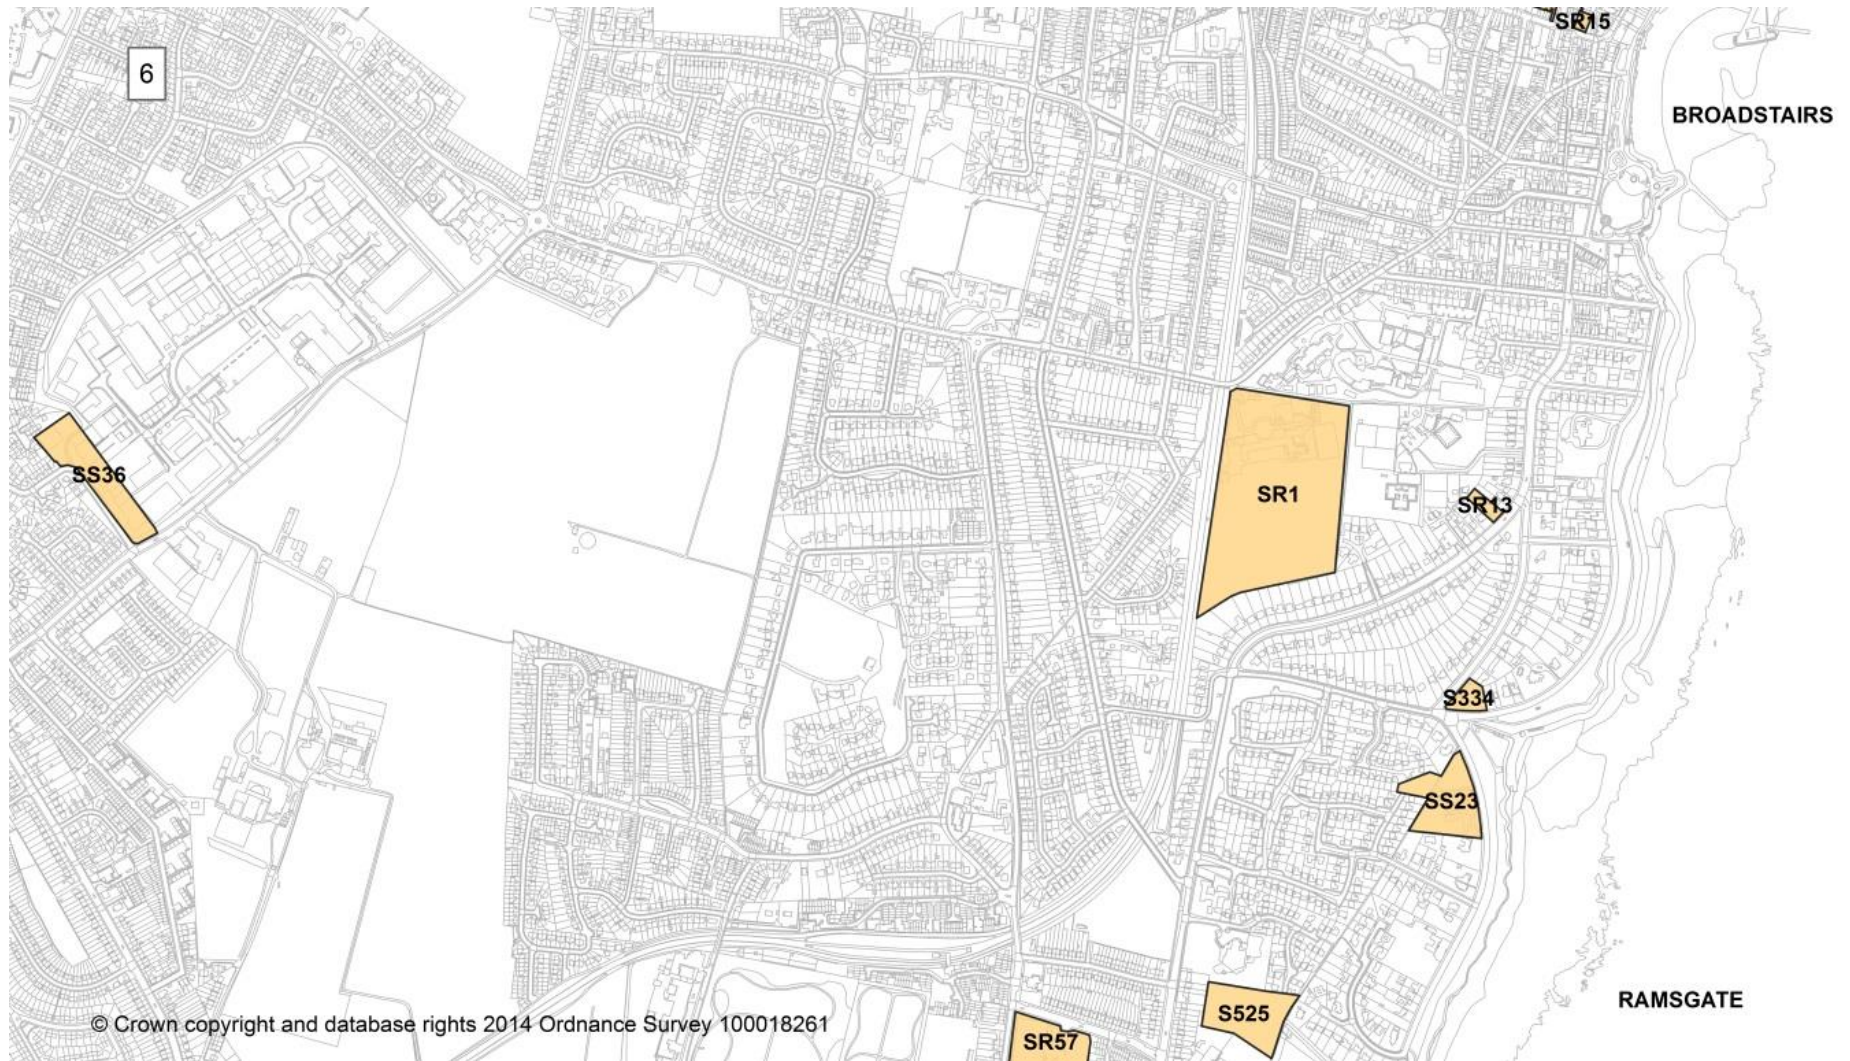 SR15
6
BROADSTAIRS
SS36
SR1
SR13
S334
SS23
RAMSGATE
S525
© Crown copyright and database rights 2014 Ordnance Survey 100018261
SR57